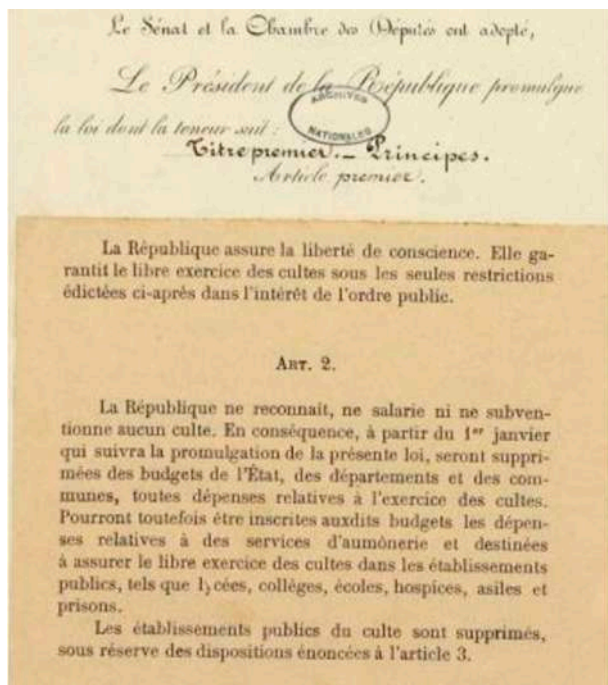 Le Sénat et la Chambre des Députés ont adopté,
Le Président de la République promulgue
ARCHIVES
NATIONALES
la loi dont la teneur suit :
Titre premier. _ Principes.
Article premier.
La République assure la liberté de conscience. Elle ga-
rantit le libre exercice des cultes sous les seules restrictions
édictées ci-après dans l'intérêt de l'ordre public.
ART. 2.
La République ne reconnaît, ne salarie ni ne subven-
tionne aucun culte. En conséquence, à partir du 1er janvier
qui suivra la promulgation de la présente loi, seront suppri-
mées des budgets de l'État, des départements et des com-
munes, toutes dépenses relatives à l'exercice des cultes.
Pourront toutefois être inscrites auxdits budgets les dépen-
ses relatives à des services d'aumônerie et destinées
à assurer le libre exercice des cultes dans les établissements
publics, tels que lycées, collèges, écoles, hospices, asiles et
prisons.
Les établissements publics du culte sont supprimés,
sous réserve des dispositions énoncées à l'article 3.